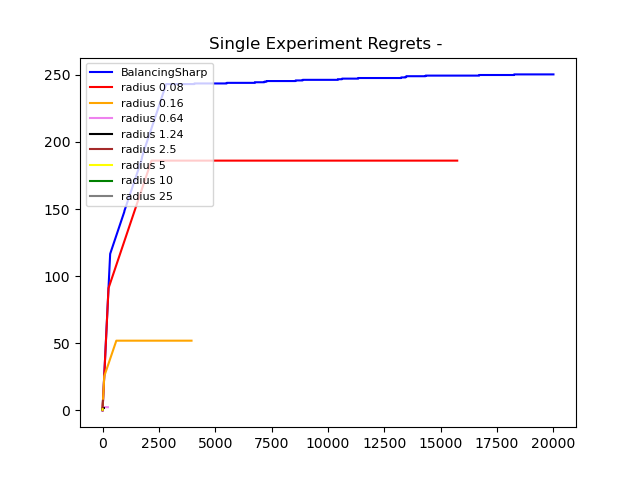 Single Experiment Regrets -
BalancingSharp
radius 0.08
radius 0.16
radius 0.64
radius 1.24
radius 2.5
radius 5
radius 10
radius 25
250
200
150
100
50
0
0 2500 5000 7500 10000 12500 15000 17500 20000